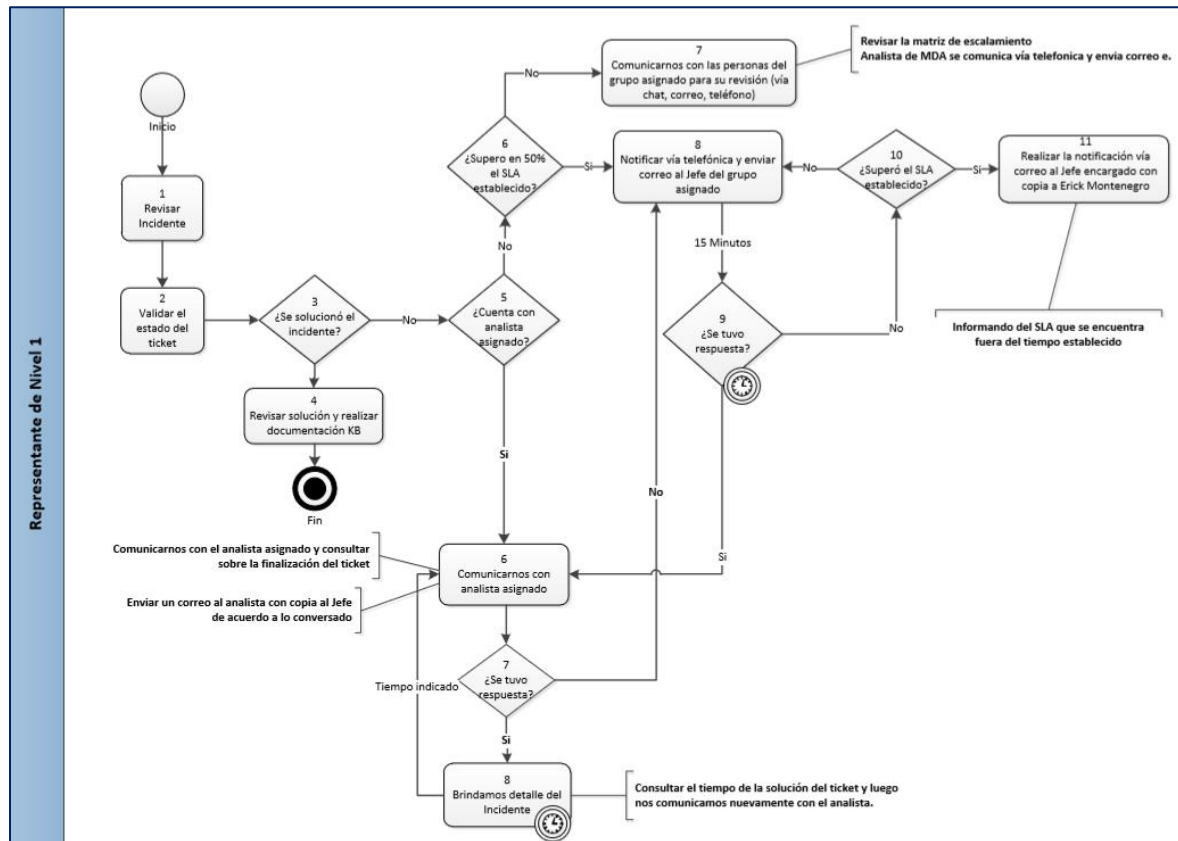 Representante de Nivel 1
Inicio
1
Revisar
Incidente
2
Validar el
estado del
ticket
3
¿Se solucionó el
incidente?
No
4
Revisar solución y realizar
documentación KB
Fin
5
¿Cuenta con
analista
asignado?
No
Si
6
¿Supero en 50%
el SLA
establecido?
No
Si
7
Comunicarnos con las personas del
grupo asignado para su revisión (vía
chat, correo, teléfono)
Revisar la matriz de escalamiento
Analista de MDA se comunica vía telefonica y envia correo e.
8
Notificar vía telefónica y enviar
correo al Jefe del grupo
asignado
15 Minutos
9
¿Se tuvo
respuesta?
No
Si
10
¿Superó el SLA
establecido?
No
Si
11
Realizar la notificación vía
correo al Jefe encargado con
copia a Erick Montenegro
Informando del SLA que se encuentra
fuera del tiempo establecido
Comunicarnos con el analista asignado y consultar
sobre la finalización del ticket
Enviar un correo al analista con copia al Jefe
de acuerdo a lo conversado
6
Comunicarnos con
analista asignado
7
¿Se tuvo
respuesta?
No
Si
Tiempo indicado
8
Brindamos detalle del
Incidente
Consultar el tiempo de la solución del ticket y luego
nos comunicamos nuevamente con el analista.